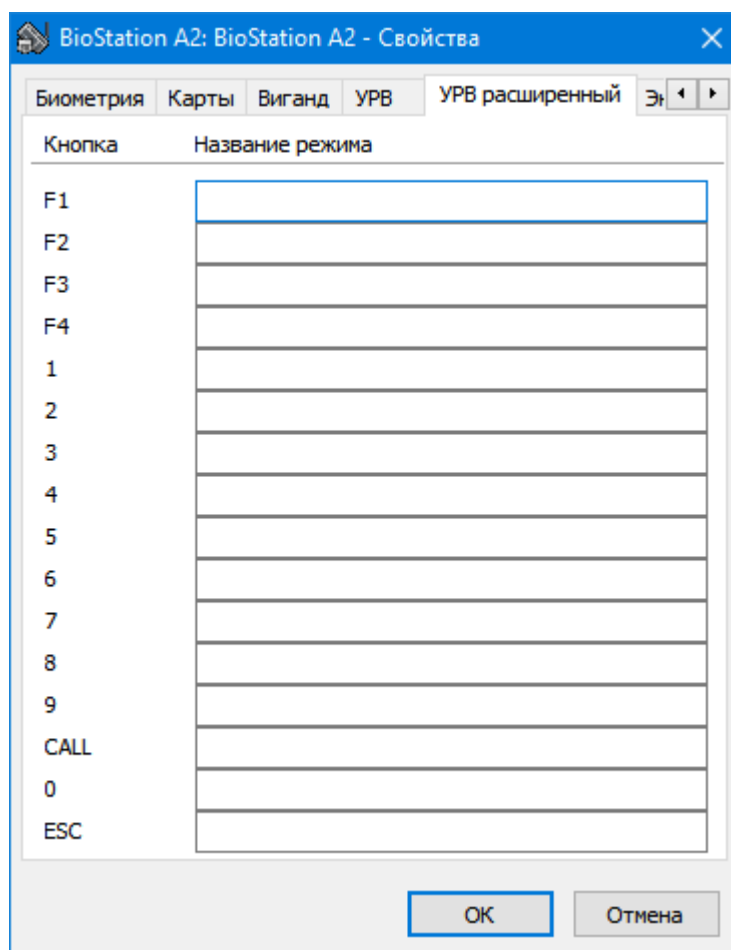 BioStation A2: BioStation A2 - Свойства
Биометрия Карты Виганд УРВ УРВ расширенный
Кнопка Название режима
F1
F2
F3
F4
1
2
3
4
5
6
7
8
9
CALL
0
ESC
OK Отмена